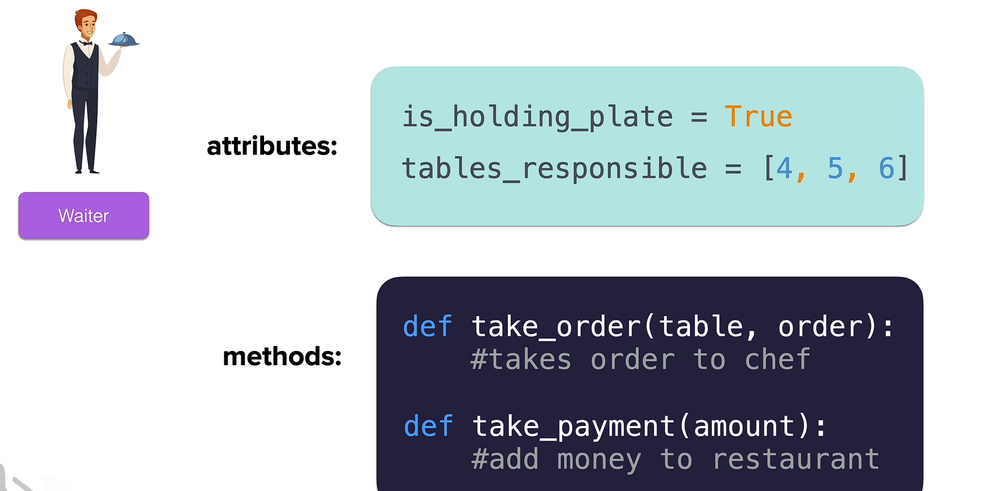 Waiter
attributes:
is_holding_plate = True
tables_responsible = [4, 5, 6]
methods:
def take_order(table, order):
#takes order to chef
def take_payment(amount):
#add money to restaurant
The